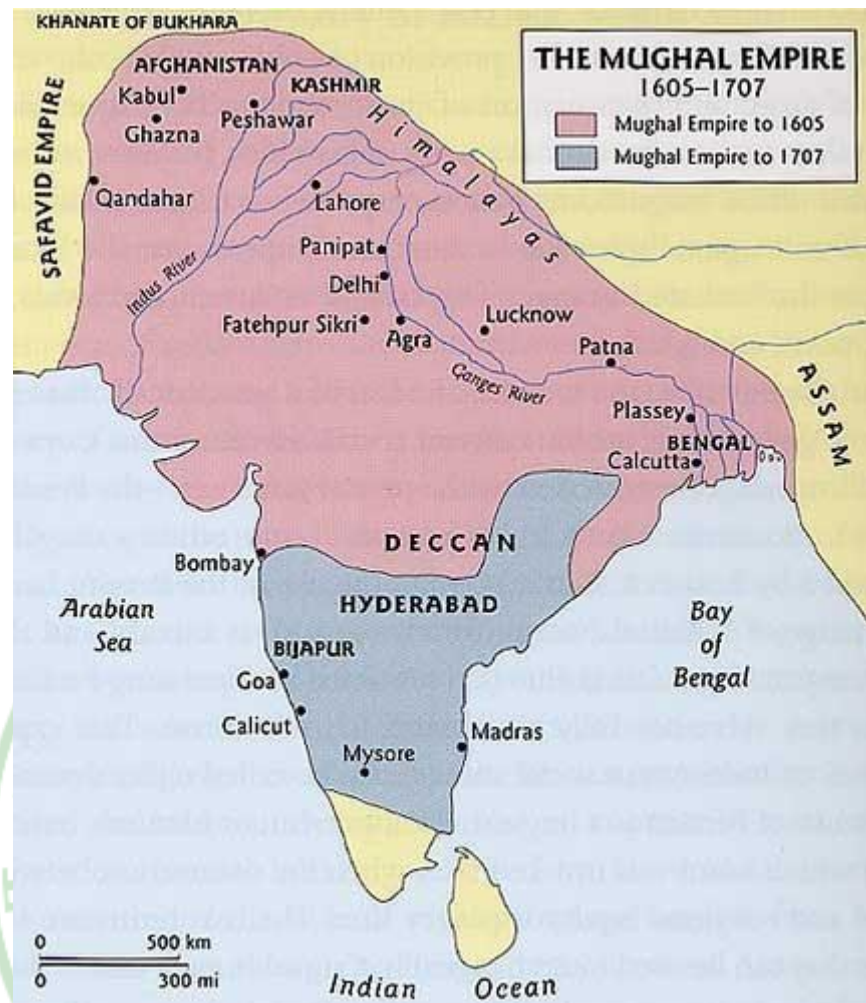 KHANATE OF BUKHARA
THE MUGHAL EMPIRE
1605–1707
Mughal Empire to 1605
Mughal Empire to 1707
AFGHANISTAN
KASHMIR
Kabul
Ghazna
Peshawar
Himalayas
SAFAVID EMPIRE
Qandahar
Lahore
Indus River
Panipat
Delhi
Fatehpur Sikri
Agra
Lucknow
Ganges River
Patna
ASSAM
Plassey
BENGAL
Calcutta
DECCAN
Bombay
HYDERABAD
Arabian
Sea
Bay
of
Bengal
BIJAPUR
Goa
Calicut
Mysore
Madras
0 500 km
0 300 mi
Indian Ocean